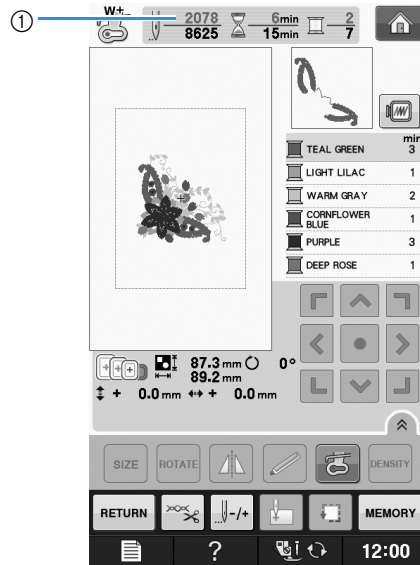 ①
W+
2078 6min 2
8625 15min 7
min
TEAL GREEN 3
LIGHT LILAC 1
WARM GRAY 2
CORNFLOWER
BLUE 1
PURPLE 3
DEEP ROSE 1
87.3 mm 0°
89.2 mm
+ 0.0 mm + 0.0 mm
SIZE ROTATE DENSITY
RETURN -/+ MEMORY
? 12:00